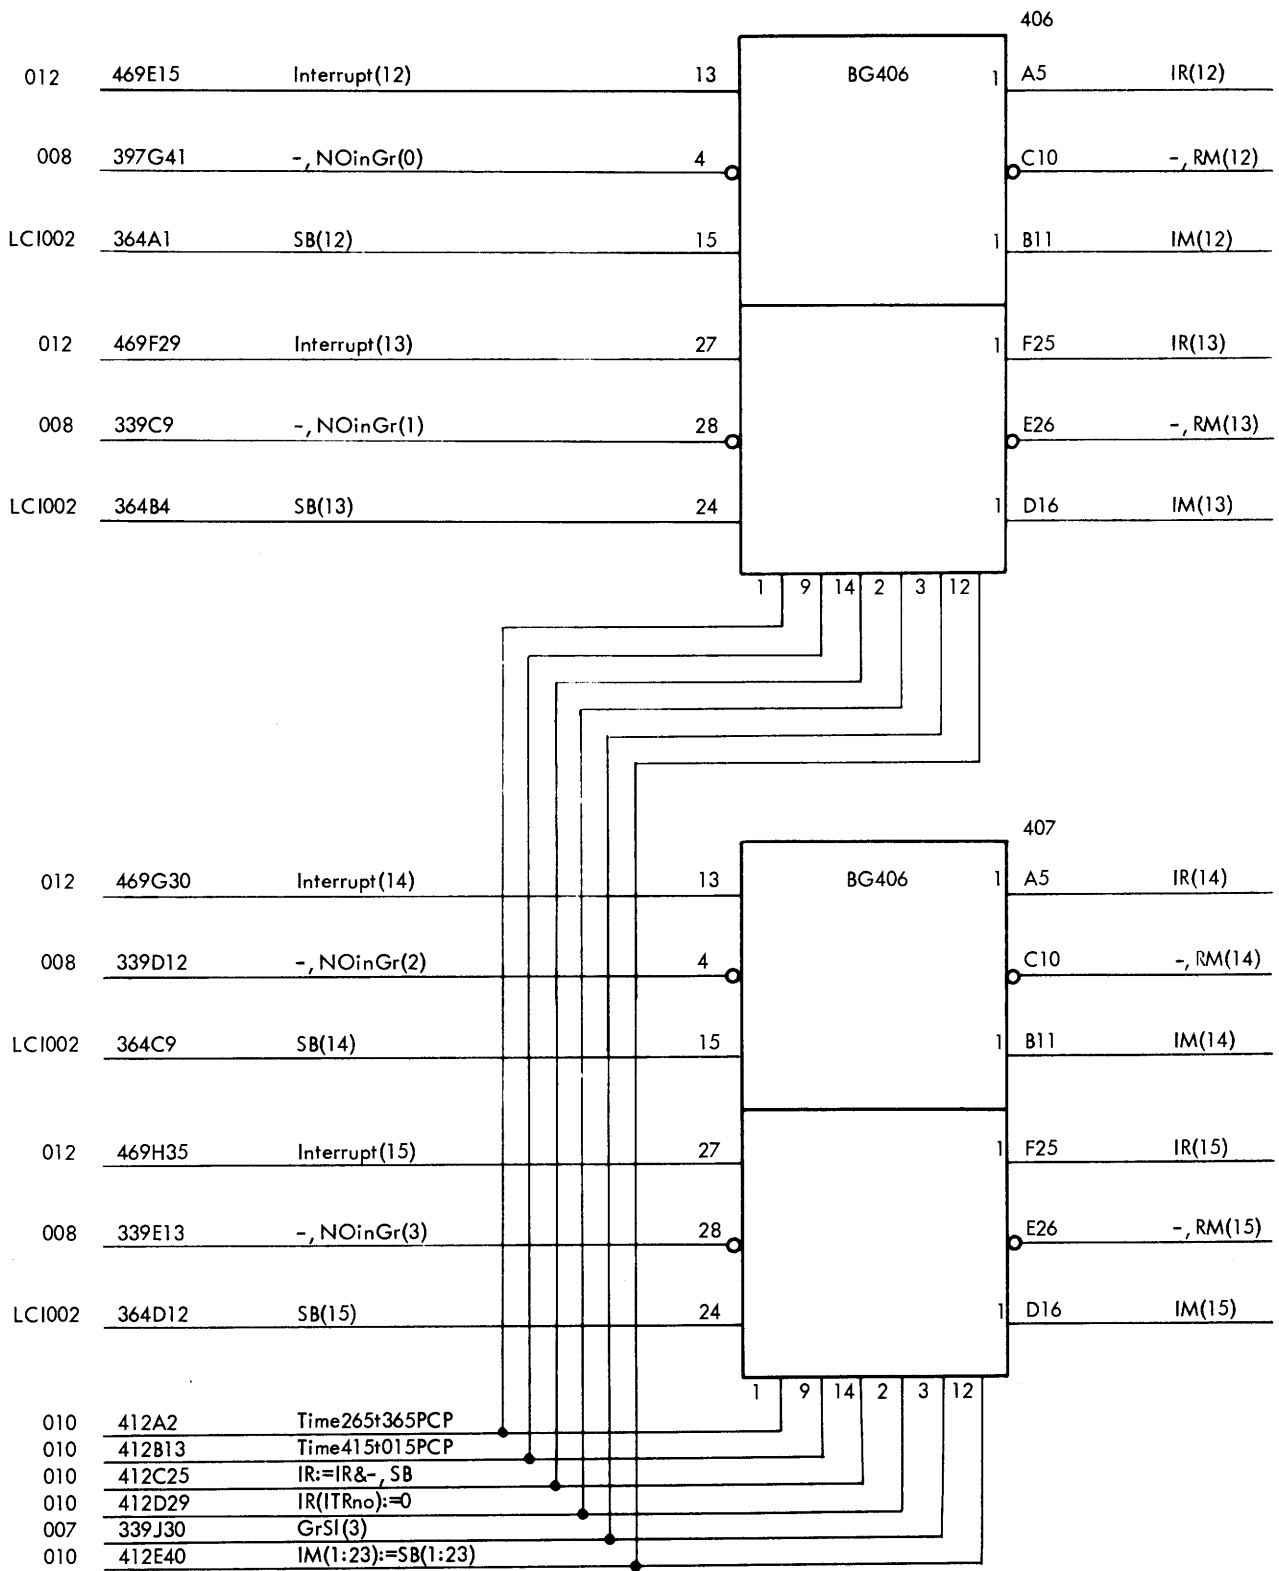 406
012 469E15 Interrupt(12) 13 BG406 1 A5 IR(12)
008 397G41 -, NOinGr(0) 4 C10 -, RM(12)
LCI002 364A1 SB(12) 15 1 B11 IM(12)
012 469F29 Interrupt(13) 27 1 F25 IR(13)
008 339C9 -, NOinGr(1) 28 E26 -, RM(13)
LCI002 364B4 SB(13) 24 1 D16 IM(13)
1 9 14 2 3 12
407
012 469G30 Interrupt(14) 13 BG406 1 A5 IR(14)
008 339D12 -, NOinGr(2) 4 C10 -, RM(14)
LCI002 364C9 SB(14) 15 1 B11 IM(14)
012 469H35 Interrupt(15) 27 1 F25 IR(15)
008 339E13 -, NOinGr(3) 28 E26 -, RM(15)
LCI002 364D12 SB(15) 24 1 D16 IM(15)
1 9 14 2 3 12
010 412A2 Time265t365PCP
010 412B13 Time415t015PCP
010 412C25 IR:=IR&-, SB
010 412D29 IR(ITRno):=0
007 339J30 GrSI(3)
010 412E40 IM(1:23):=SB(1:23)